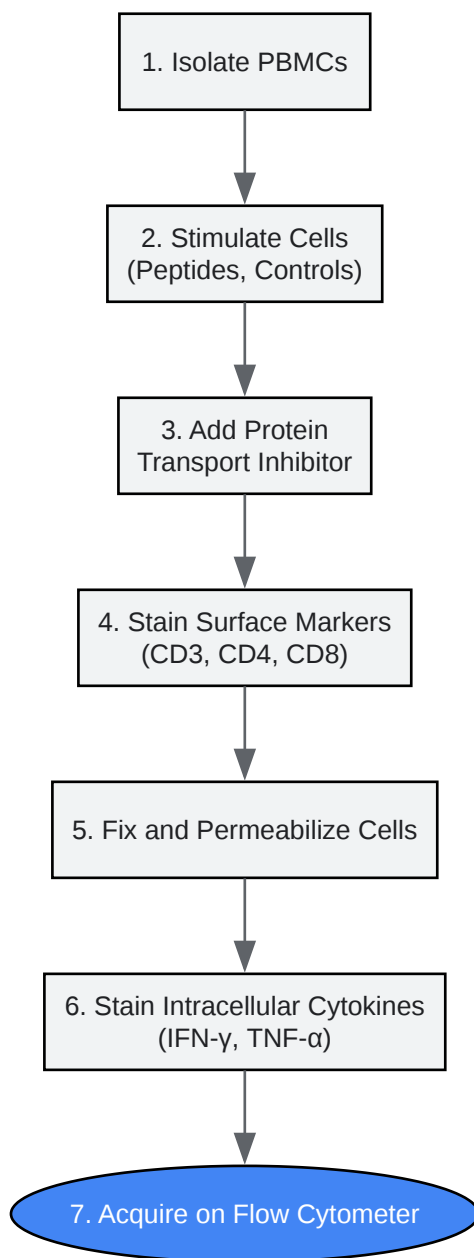 1. Isolate PBMCs
2. Stimulate Cells
(Peptides, Controls)
3. Add Protein
Transport Inhibitor
4. Stain Surface Markers
(CD3, CD4, CD8)
5. Fix and Permeabilize Cells
6. Stain Intracellular Cytokines
(IFN-γ, TNF-α)
7. Acquire on Flow Cytometer